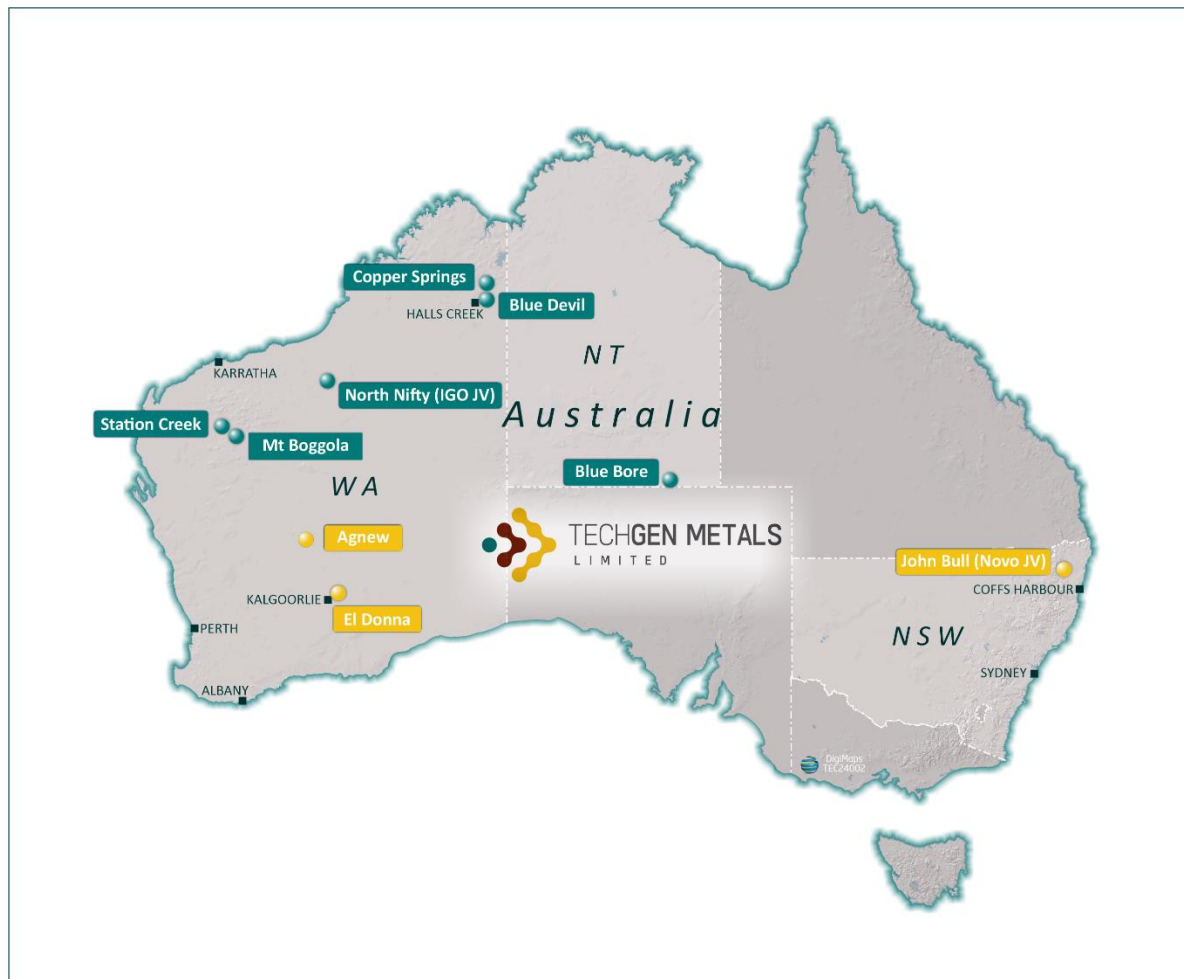 Copper Springs
Blue Devil
HALLS CREEK
NT
KARRATHA
North Nifty (IGO JV)
Australia
Station Creek
Mt Boggola
Blue Bore
WA
TECHGEN METALS
LIMITED
Agnew
John Bull (Novo JV)
COFFS HARBOUR
KALGOORLIE
El Donna
PERTH
NSW
SYDNEY
ALBANY
DigiMaps
TEC24002